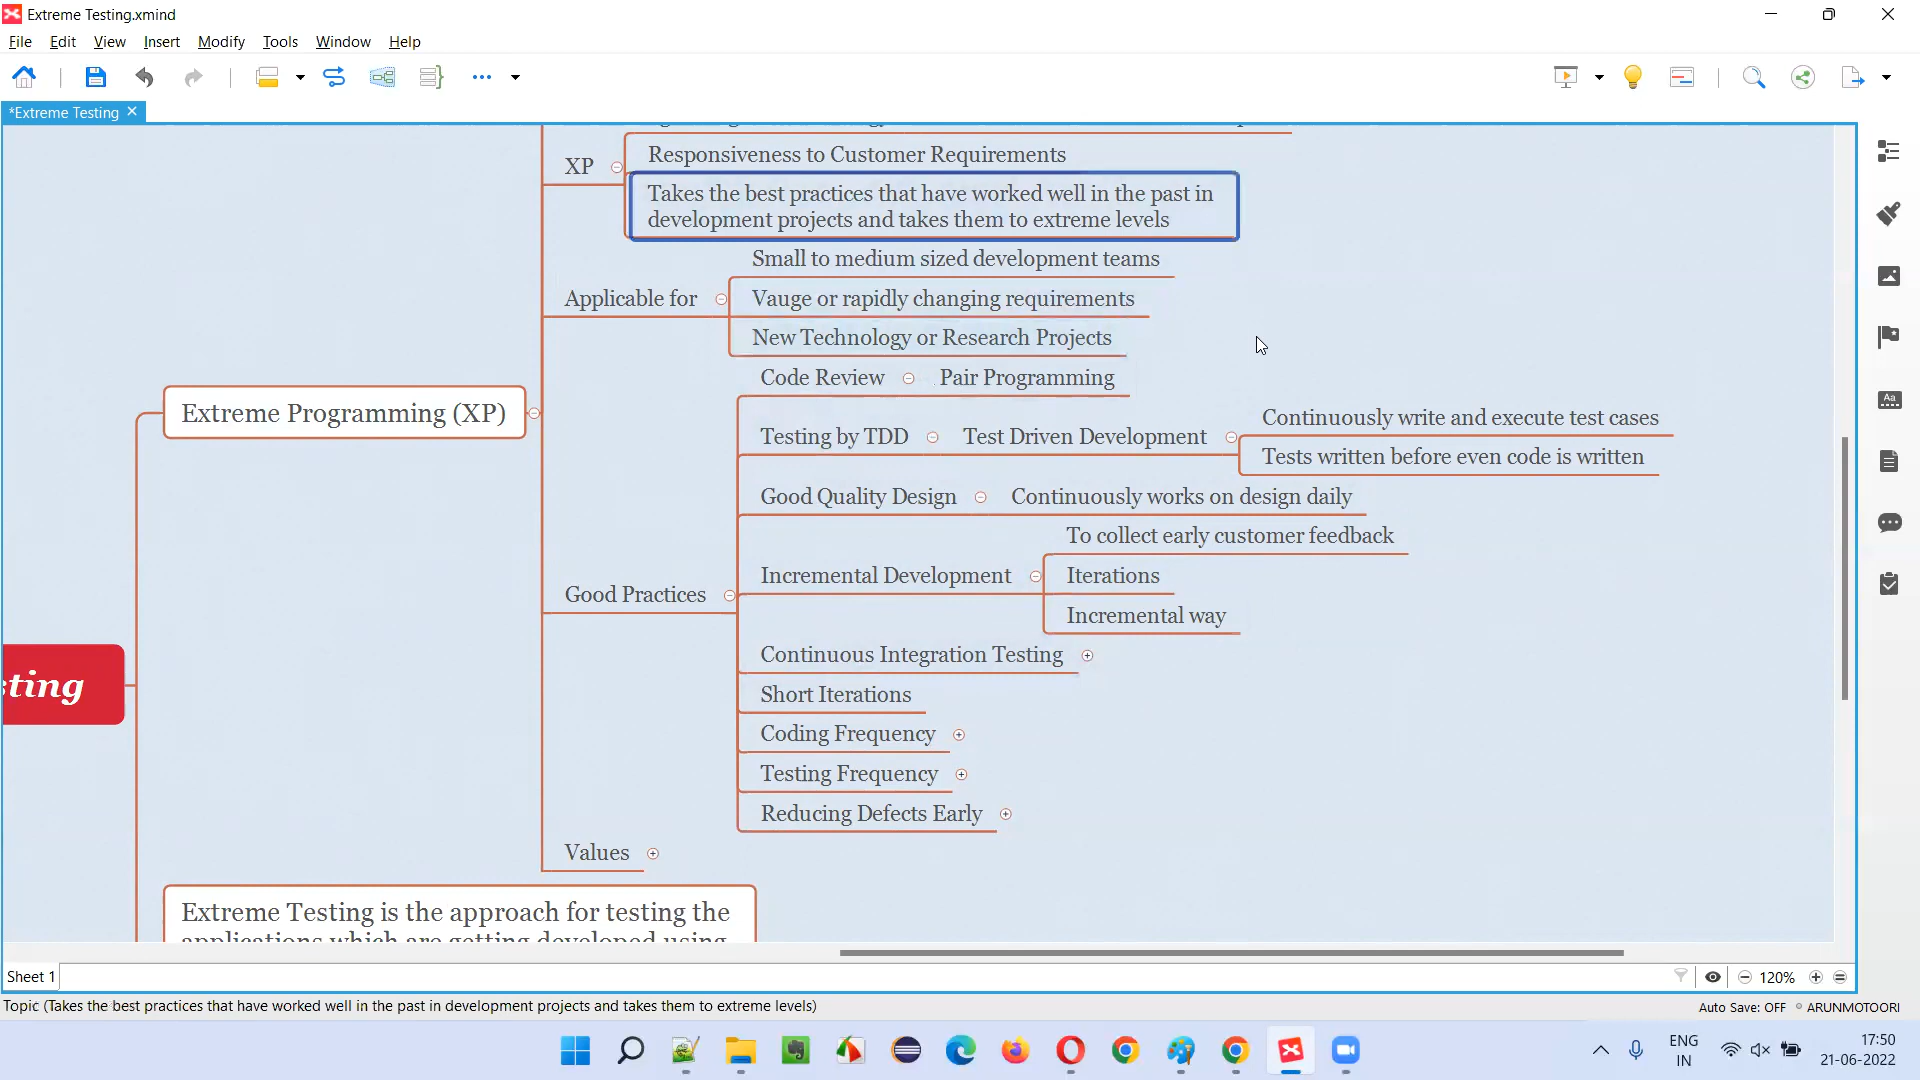 Extreme Testing.xmind
File Edit View Insert Modify Tools Window Help
*Extreme Testing
XP
Responsiveness to Customer Requirements
Takes the best practices that have worked well in the past in
development projects and takes them to extreme levels
Applicable for
Small to medium sized development teams
Vauge or rapidly changing requirements
New Technology or Research Projects
Extreme Programming (XP)
Good Practices
Code Review
Pair Programming
Testing by TDD
Test Driven Development
Continuously write and execute test cases
Tests written before even code is written
Good Quality Design
Continuously works on design daily
Incremental Development
To collect early customer feedback
Iterations
Incremental way
Continuous Integration Testing
Short Iterations
Coding Frequency
Testing Frequency
Reducing Defects Early
Values
sting
Extreme Testing is the approach for testing the
applications which are getting developed using
Aa
Sheet 1
120%
Topic (Takes the best practices that have worked well in the past in development projects and takes them to extreme levels)
Auto Save: OFF
ARUNMOTOORI
ENG
IN
17:50
21-06-2022